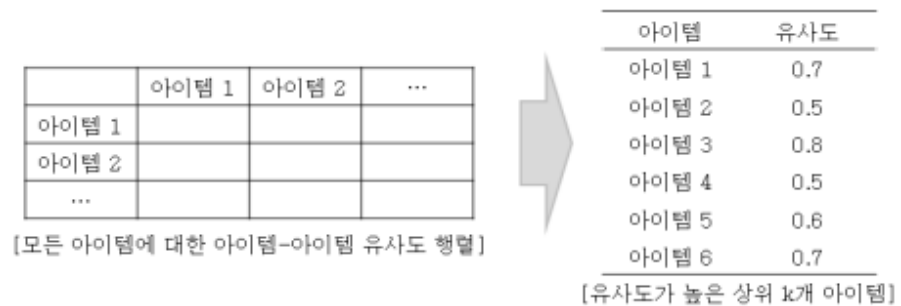 아이템 1 아이템 2 …
아이템 1
아이템 2
…
[모든 아이템에 대한 아이템-아이템 유사도 행렬]
아이템 유사도
아이템 1 0.7
아이템 2 0.5
아이템 3 0.8
아이템 4 0.5
아이템 5 0.6
아이템 6 0.7
[유사도가 높은 상위 k개 아이템]